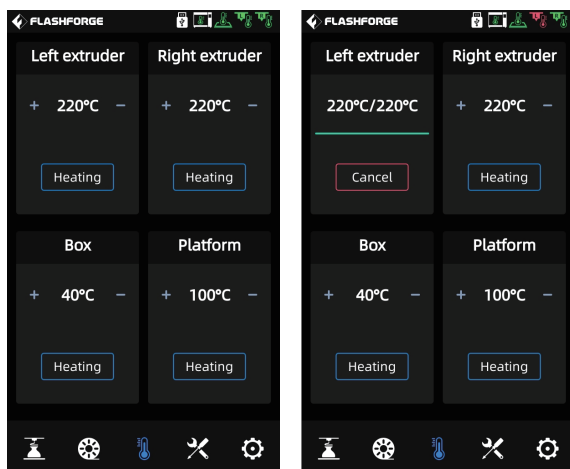 FLASHFORGE
Left extruder Right extruder
+ 220°C − + 220°C −
Heating Heating
Box Platform
+ 40°C − + 100°C −
Heating Heating
FLASHFORGE
Left extruder Right extruder
220°C/220°C + 220°C −
Cancel Heating
Box Platform
+ 40°C − + 100°C −
Heating Heating